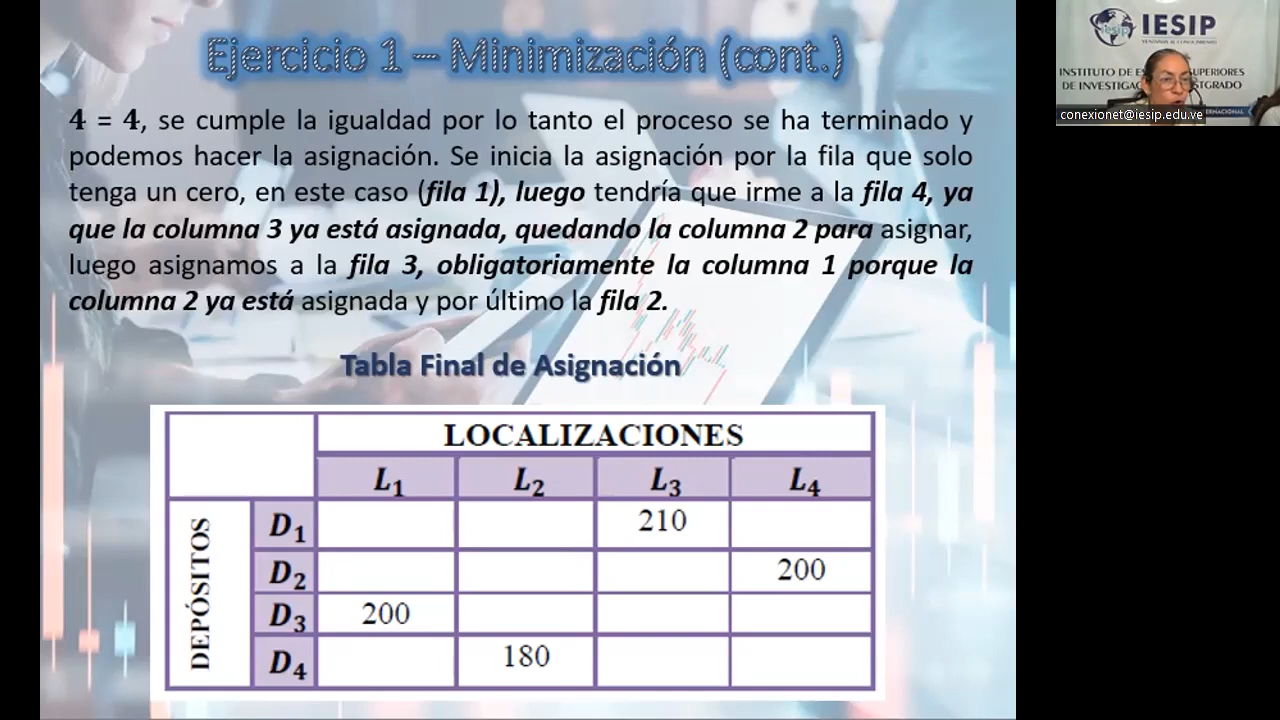 Ejercicio 1 – Minimización (cont.)
4 = 4, se cumple la igualdad por lo tanto el proceso se ha terminado y
podemos hacer la asignación. Se inicia la asignación por la fila que solo
tenga un cero, en este caso (fila 1), luego tendría que irme a la fila 4, ya
que la columna 3 ya está asignada, quedando la columna 2 para asignar,
luego asignamos a la fila 3, obligatoriamente la columna 1 porque la
columna 2 ya está asignada y por último la fila 2.
Tabla Final de Asignación
LOCALIZACIONES
L₁ L₂ L₃ L₄
DEPÓSITOS
D₁ 210
D₂ 200
D₃ 200
D₄ 180
IESIP
INSTITUTO DE ES UPERIORES
DE INVESTIGAC STGRADO
conexionet@iesip.edu.ve